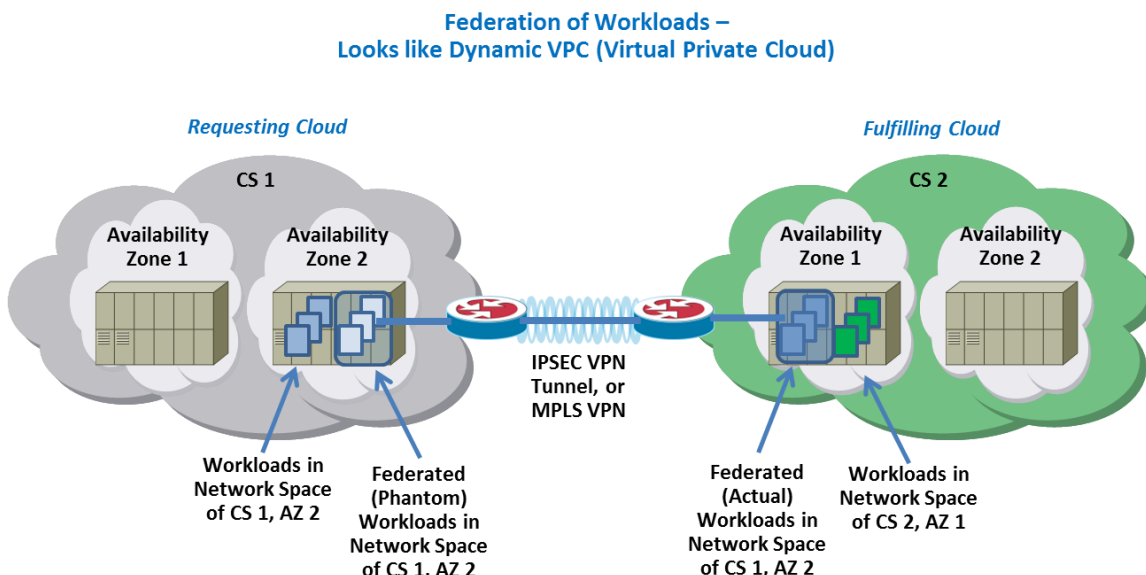 Federation of Workloads –
Looks like Dynamic VPC (Virtual Private Cloud)
Requesting Cloud
Fulfilling Cloud
CS 1
CS 2
Availability
Zone 1
Availability
Zone 2
Availability
Zone 1
Availability
Zone 2
IPSEC VPN
Tunnel, or
MPLS VPN
Workloads in
Network Space
of CS 1, AZ 2
Federated
(Phantom)
Workloads in
Network Space
of CS 1, AZ 2
Federated
(Actual)
Workloads in
Network Space
of CS 1, AZ 2
Workloads in
Network Space
of CS 2, AZ 1